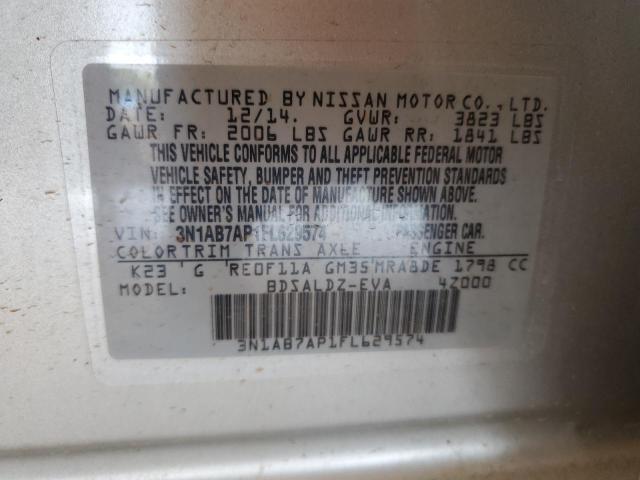 MANUFACTURED BY NISSAN MOTOR CO., LTD.
DATE: 12/14. GVWR: 3823 LBS
GAWR FR: 2006 LBS GAWR RR: 1841 LBS
THIS VEHICLE CONFORMS TO ALL APPLICABLE FEDERAL MOTOR
VEHICLE SAFETY, BUMPER AND THEFT PREVENTION STANDARDS
IN EFFECT ON THE DATE OF MANUFACTURE SHOWN ABOVE.
SEE OWNER'S MANUAL FOR ADDITIONAL INFORMATION.
VIN: 3N1AB7AP1FL629574 PASSENGER CAR.
COLOR TRIM TRANS AXLE ENGINE
K23 G RE0F11A GM35 MRA8DE 1798 CC
MODEL: BDSALDZ-EVA 4Z000
3N1AB7AP1FL629574